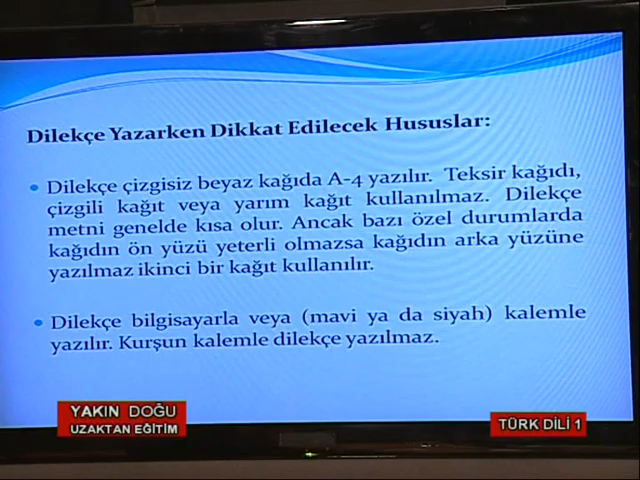 Dilekçe Yazarken Dikkat Edilecek Hususlar:
• Dilekçe çizgisiz beyaz kağıda A-4 yazılır. Teksir kağıdı,
çizgili kağıt veya yarım kağıt kullanılmaz. Dilekçe
metni genelde kısa olur. Ancak bazı özel durumlarda
kağıdın ön yüzü yeterli olmazsa kağıdın arka yüzüne
yazılmaz ikinci bir kağıt kullanılır.
• Dilekçe bilgisayarla veya (mavi ya da siyah) kalemle
yazılır. Kurşun kalemle dilekçe yazılmaz.
YAKIN DOĞU
UZAKTAN EĞİTİM
TÜRK DİLİ 1